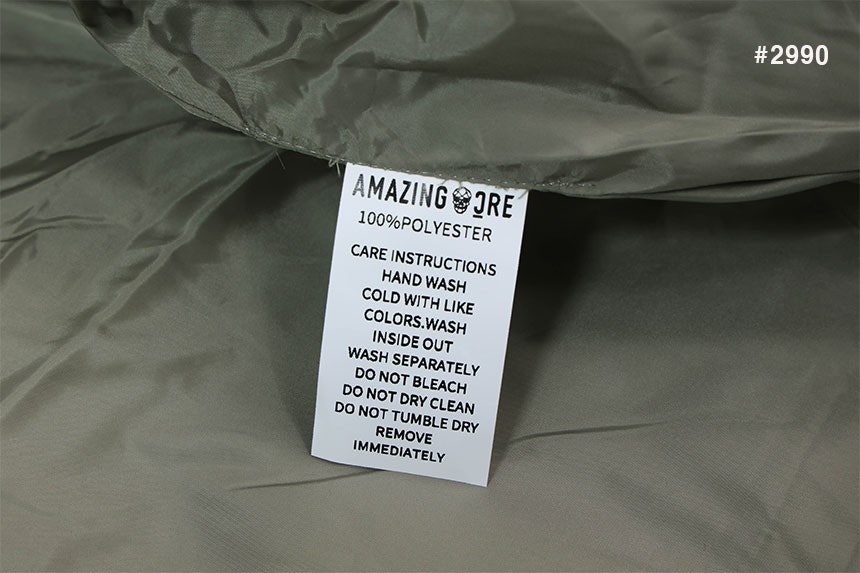 #2990
AMAZING CORE
100%POLYESTER
CARE INSTRUCTIONS
HAND WASH
COLD WITH LIKE
COLORS.WASH
INSIDE OUT
WASH SEPARATELY
DO NOT BLEACH
DO NOT DRY CLEAN
DO NOT TUMBLE DRY
REMOVE
IMMEDIATELY